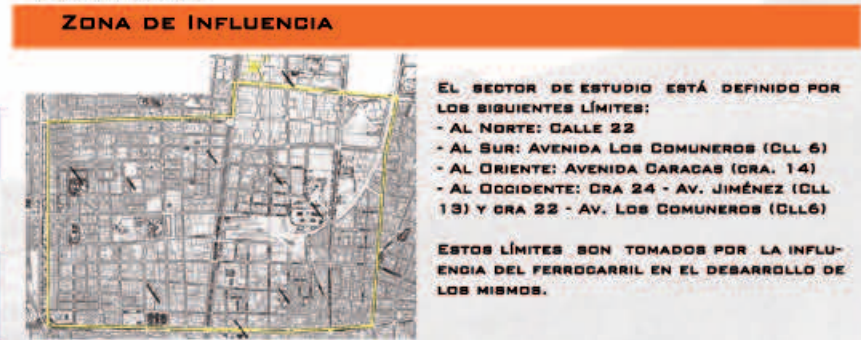 ZONA DE INFLUENCIA
EL SECTOR DE ESTUDIO ESTÁ DEFINIDO POR
LOS SIGUIENTES LÍMITES:
- AL NORTE: CALLE 22
- AL SUR: AVENIDA LOS COMUNEROS (CLL 6)
- AL ORIENTE: AVENIDA CARACAS (CRA. 14)
- AL OCCIDENTE: CRA 24 - AV. JIMÉNEZ (CLL
13) Y CRA 22 - AV. LOS COMUNEROS (CLL6)
ESTOS LÍMITES SON TOMADOS POR LA INFLU-
ENCIA DEL FERROCARRIL EN EL DESARROLLO DE
LOS MISMOS.